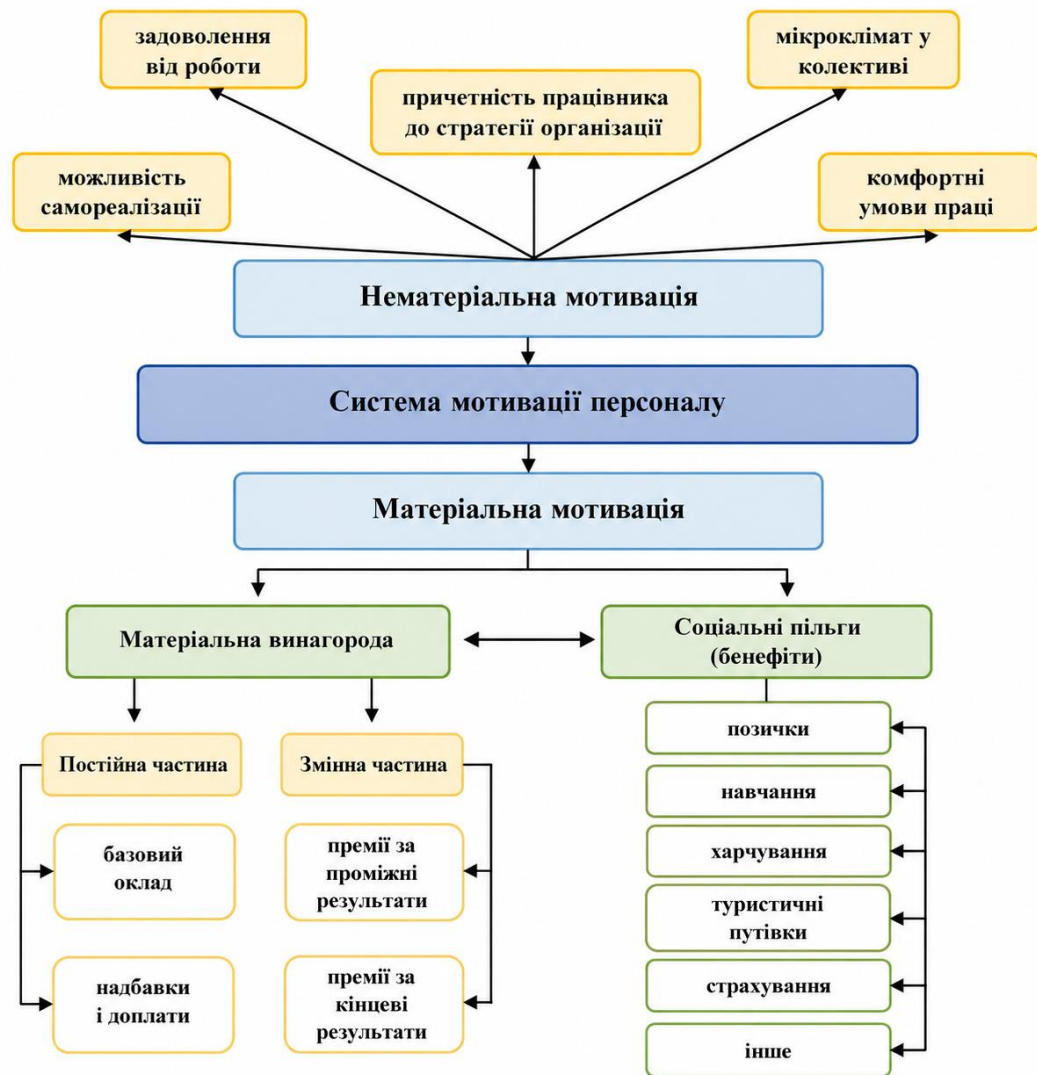 задоволення
від роботи
мікроклімат у
колективі
причетність працівника
до стратегії організації
можливість
самореалізації
комфортні
умови праці
Нематеріальна мотивація
Система мотивації персоналу
Матеріальна мотивація
Матеріальна винагорода
Соціальні пільги
(бенефіти)
Постійна частина
базовий
оклад
надбавки
і доплати
Змінна частина
премії за
проміжні
результати
премії за
кінцеві
результати
позички
навчання
харчування
туристичні
путівки
страхування
інше